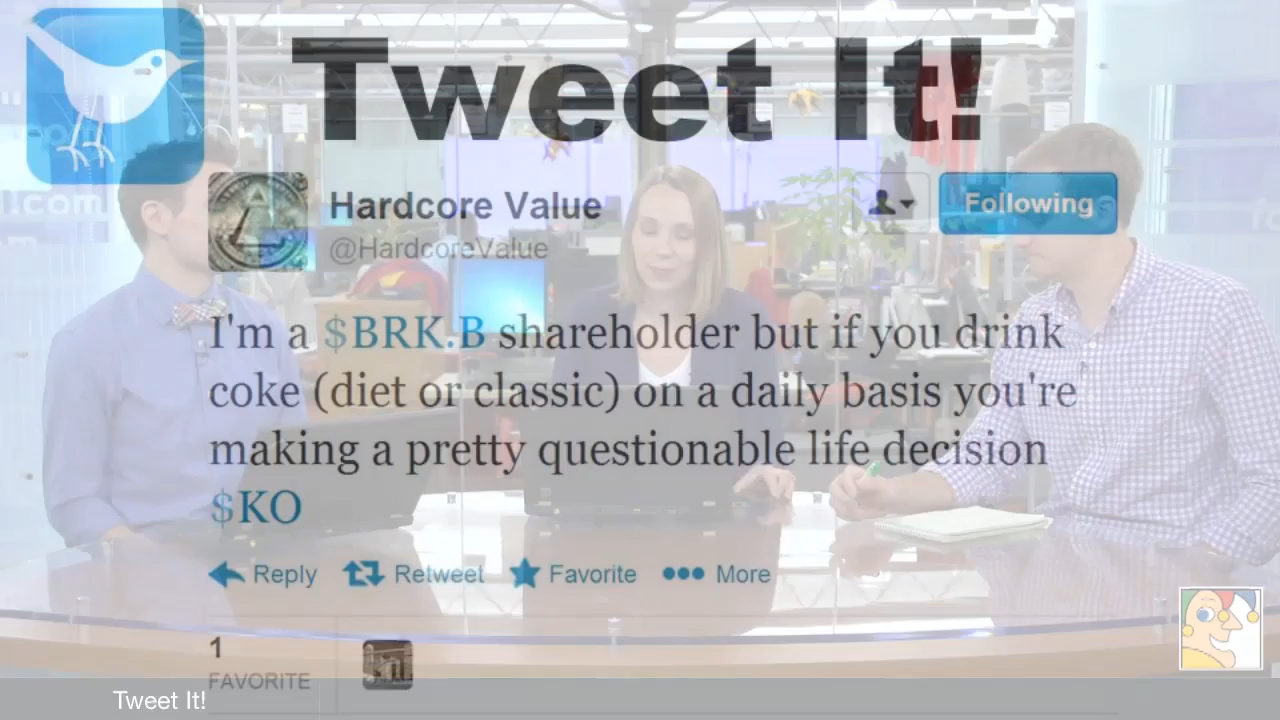 Tweet It!
Hardcore Value
Following
@HardcoreValue
l.com
I'm a $BRK.B shareholder but if you drink
coke (diet or classic) on a daily basis you're
making a pretty questionable life decision
$KO
Reply Retweet Favorite More
1
FAVORITE
Tweet It!